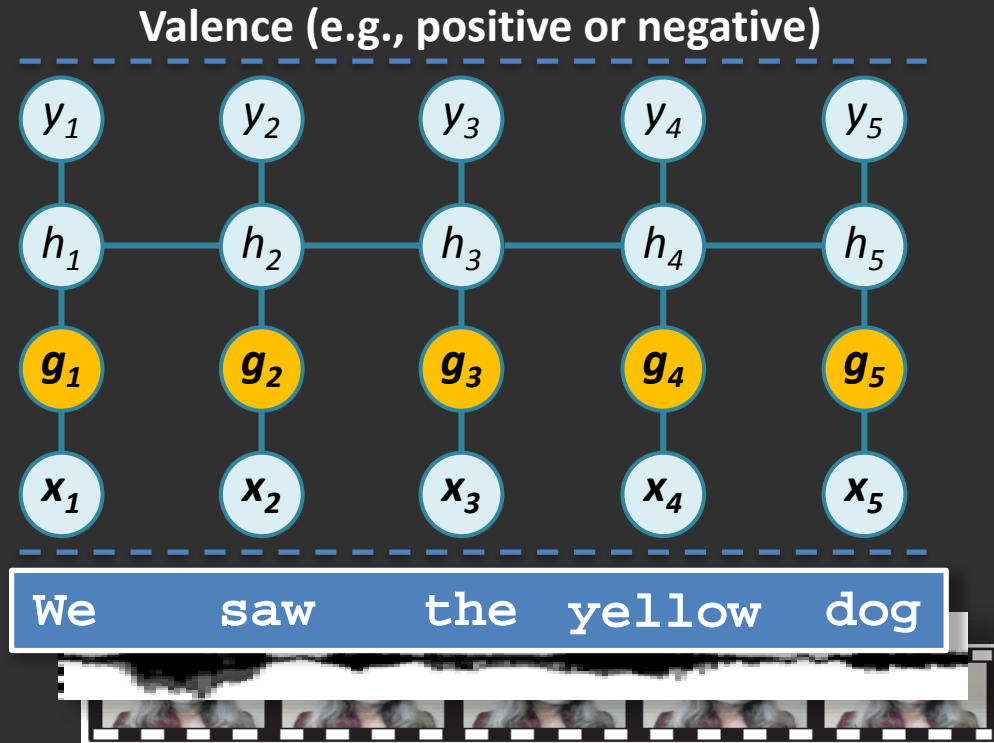 Valence (e.g., positive or negative)
y1 y2 y3 y4 y5
h1 h2 h3 h4 h5
g1 g2 g3 g4 g5
x1 x2 x3 x4 x5
We saw the yellow dog